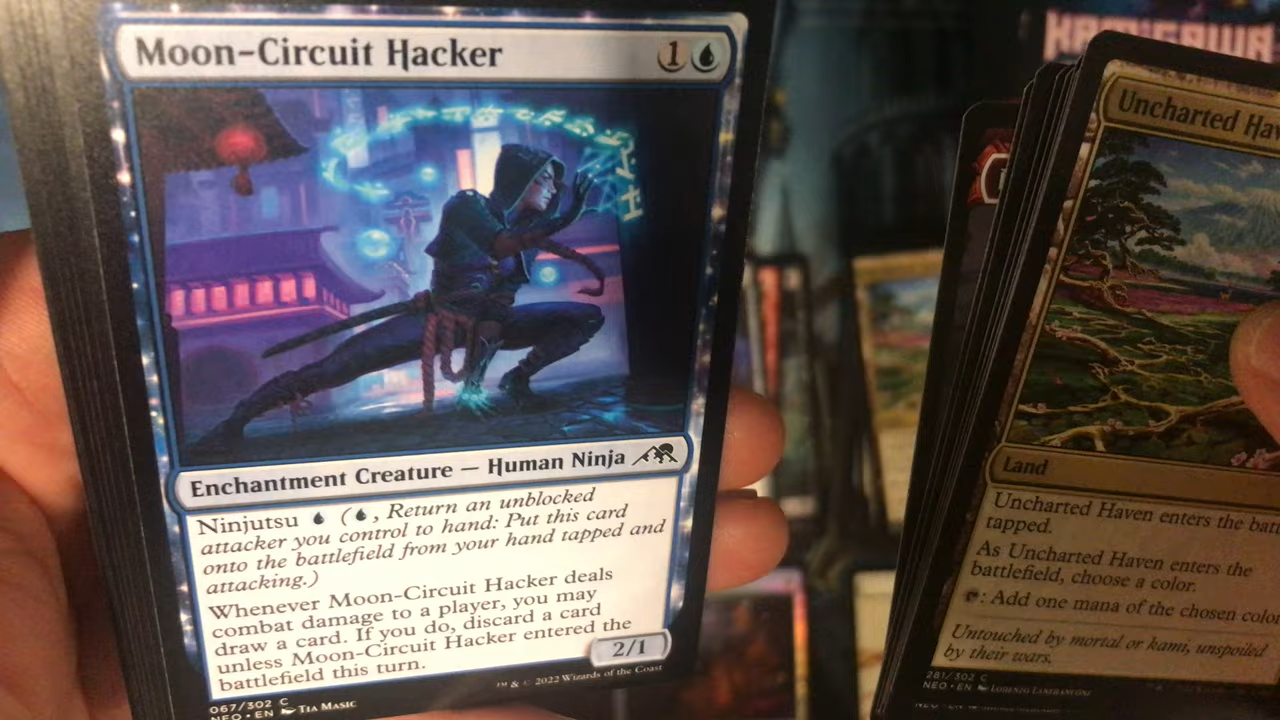 Moon-Circuit Hacker
1
Enchantment Creature — Human Ninja
Ninjutsu (, Return an unblocked
attacker you control to hand: Put this card
onto the battlefield from your hand tapped and
attacking.)
Whenever Moon-Circuit Hacker deals
combat damage to a player, you may
draw a card. If you do, discard a card
unless Moon-Circuit Hacker entered the
battlefield this turn.
2/1
067/302 C
NEO • EN TIA MASIC
™ & © 2022 Wizards of the Coast
KAMIGAWA
Uncharted Ha
Land
Uncharted Haven enters the bat
tapped.
As Uncharted Haven enters the
battlefield, choose a color.
: Add one mana of the chosen color
Untouched by mortal or kami, unspoiled
by their wars.
281/302 C
NEO • EN LORENZO LANFRANCONI